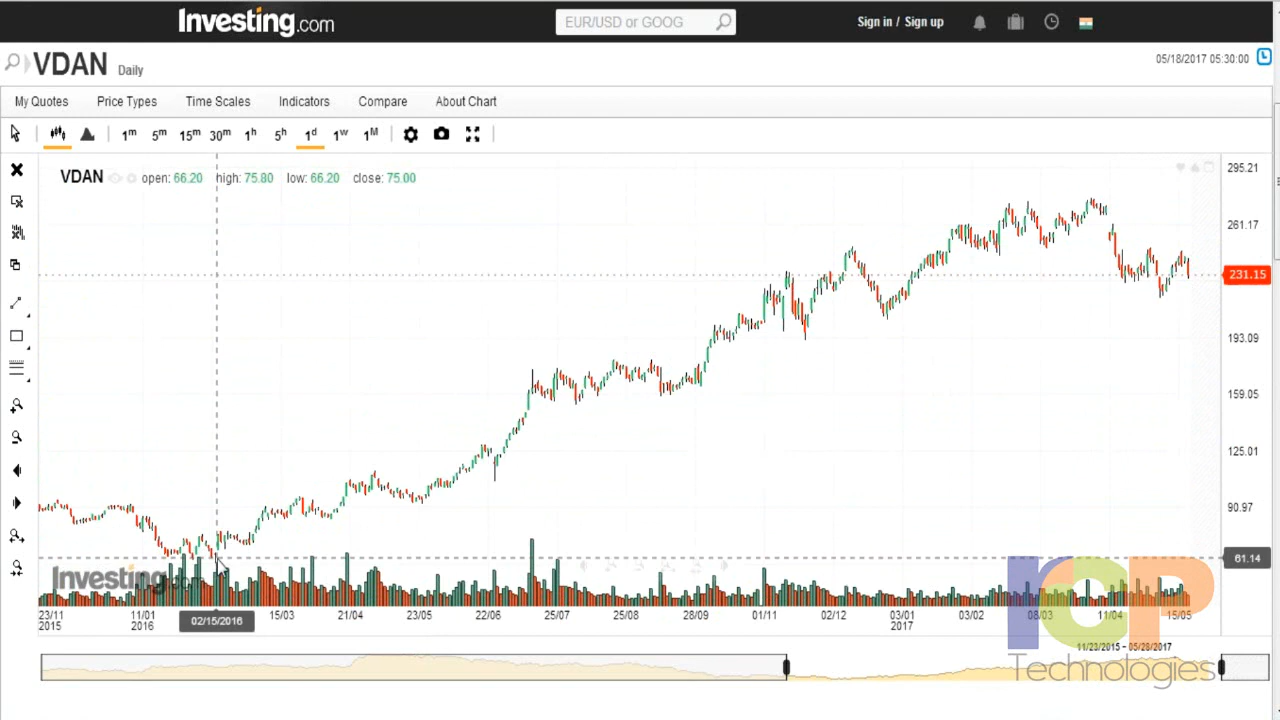 Investing.com
EUR/USD or GOOG
Sign in / Sign up
VDAN Daily
05/18/2017 05:30:00
My Quotes Price Types Time Scales Indicators Compare About Chart
1m 5m 15m 30m 1h 5h 1d 1w 1M
VDAN open: 66.20 high: 75.80 low: 66.20 close: 75.00
295.21
261.17
231.15
193.09
159.05
125.01
90.97
61.14
Investing.com
23/11 11/01 15/03 21/04 23/05 22/06 25/07 25/08 28/09 01/11 02/12 03/01 03/02 08/03 11/04 15/05
2015 2016 2017
02/15/2016
11/23/2015 - 05/28/2017
ICP
Technologies